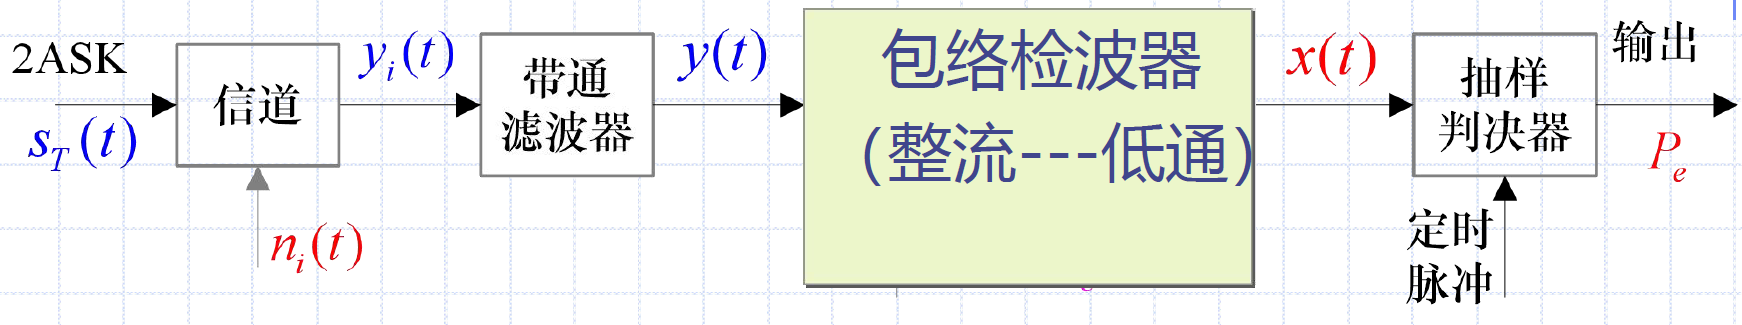 2ASK
s_T(t)
信道
n_i(t)
y_i(t)
带通
滤波器
y(t)
包络检波器
（整流---低通）
x(t)
抽样
判决器
定时
脉冲
输出
P_e